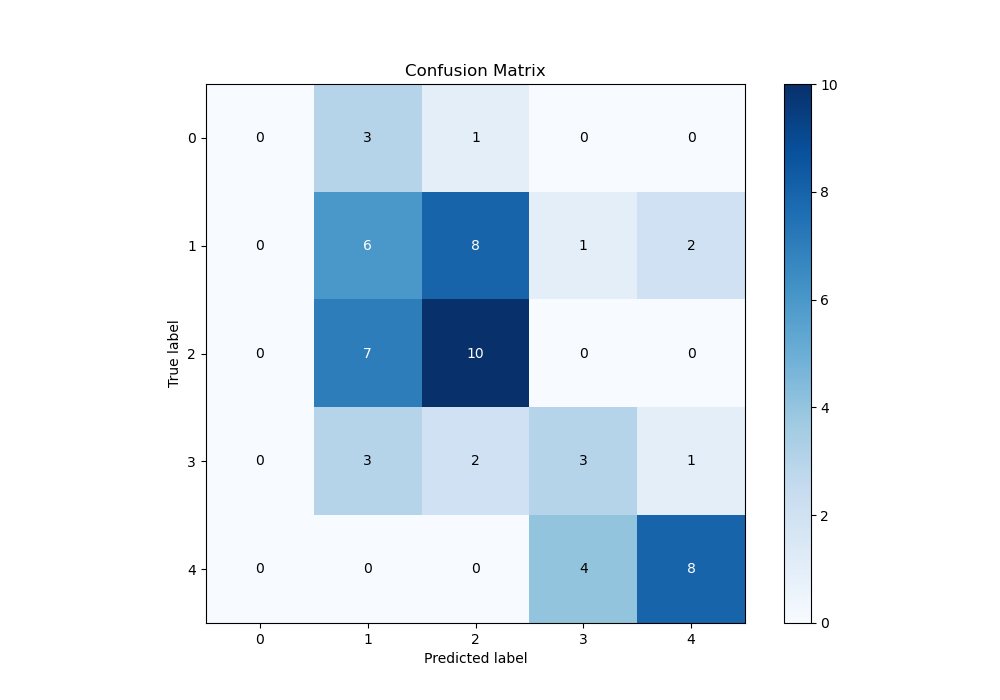 Confusion Matrix
10
0 0 3 1 0 0
8
1 0 6 8 1 2
6
True label
2 0 7 10 0 0
4
3 0 3 2 3 1
2
4 0 0 0 4 8
0
0 1 2 3 4
Predicted label